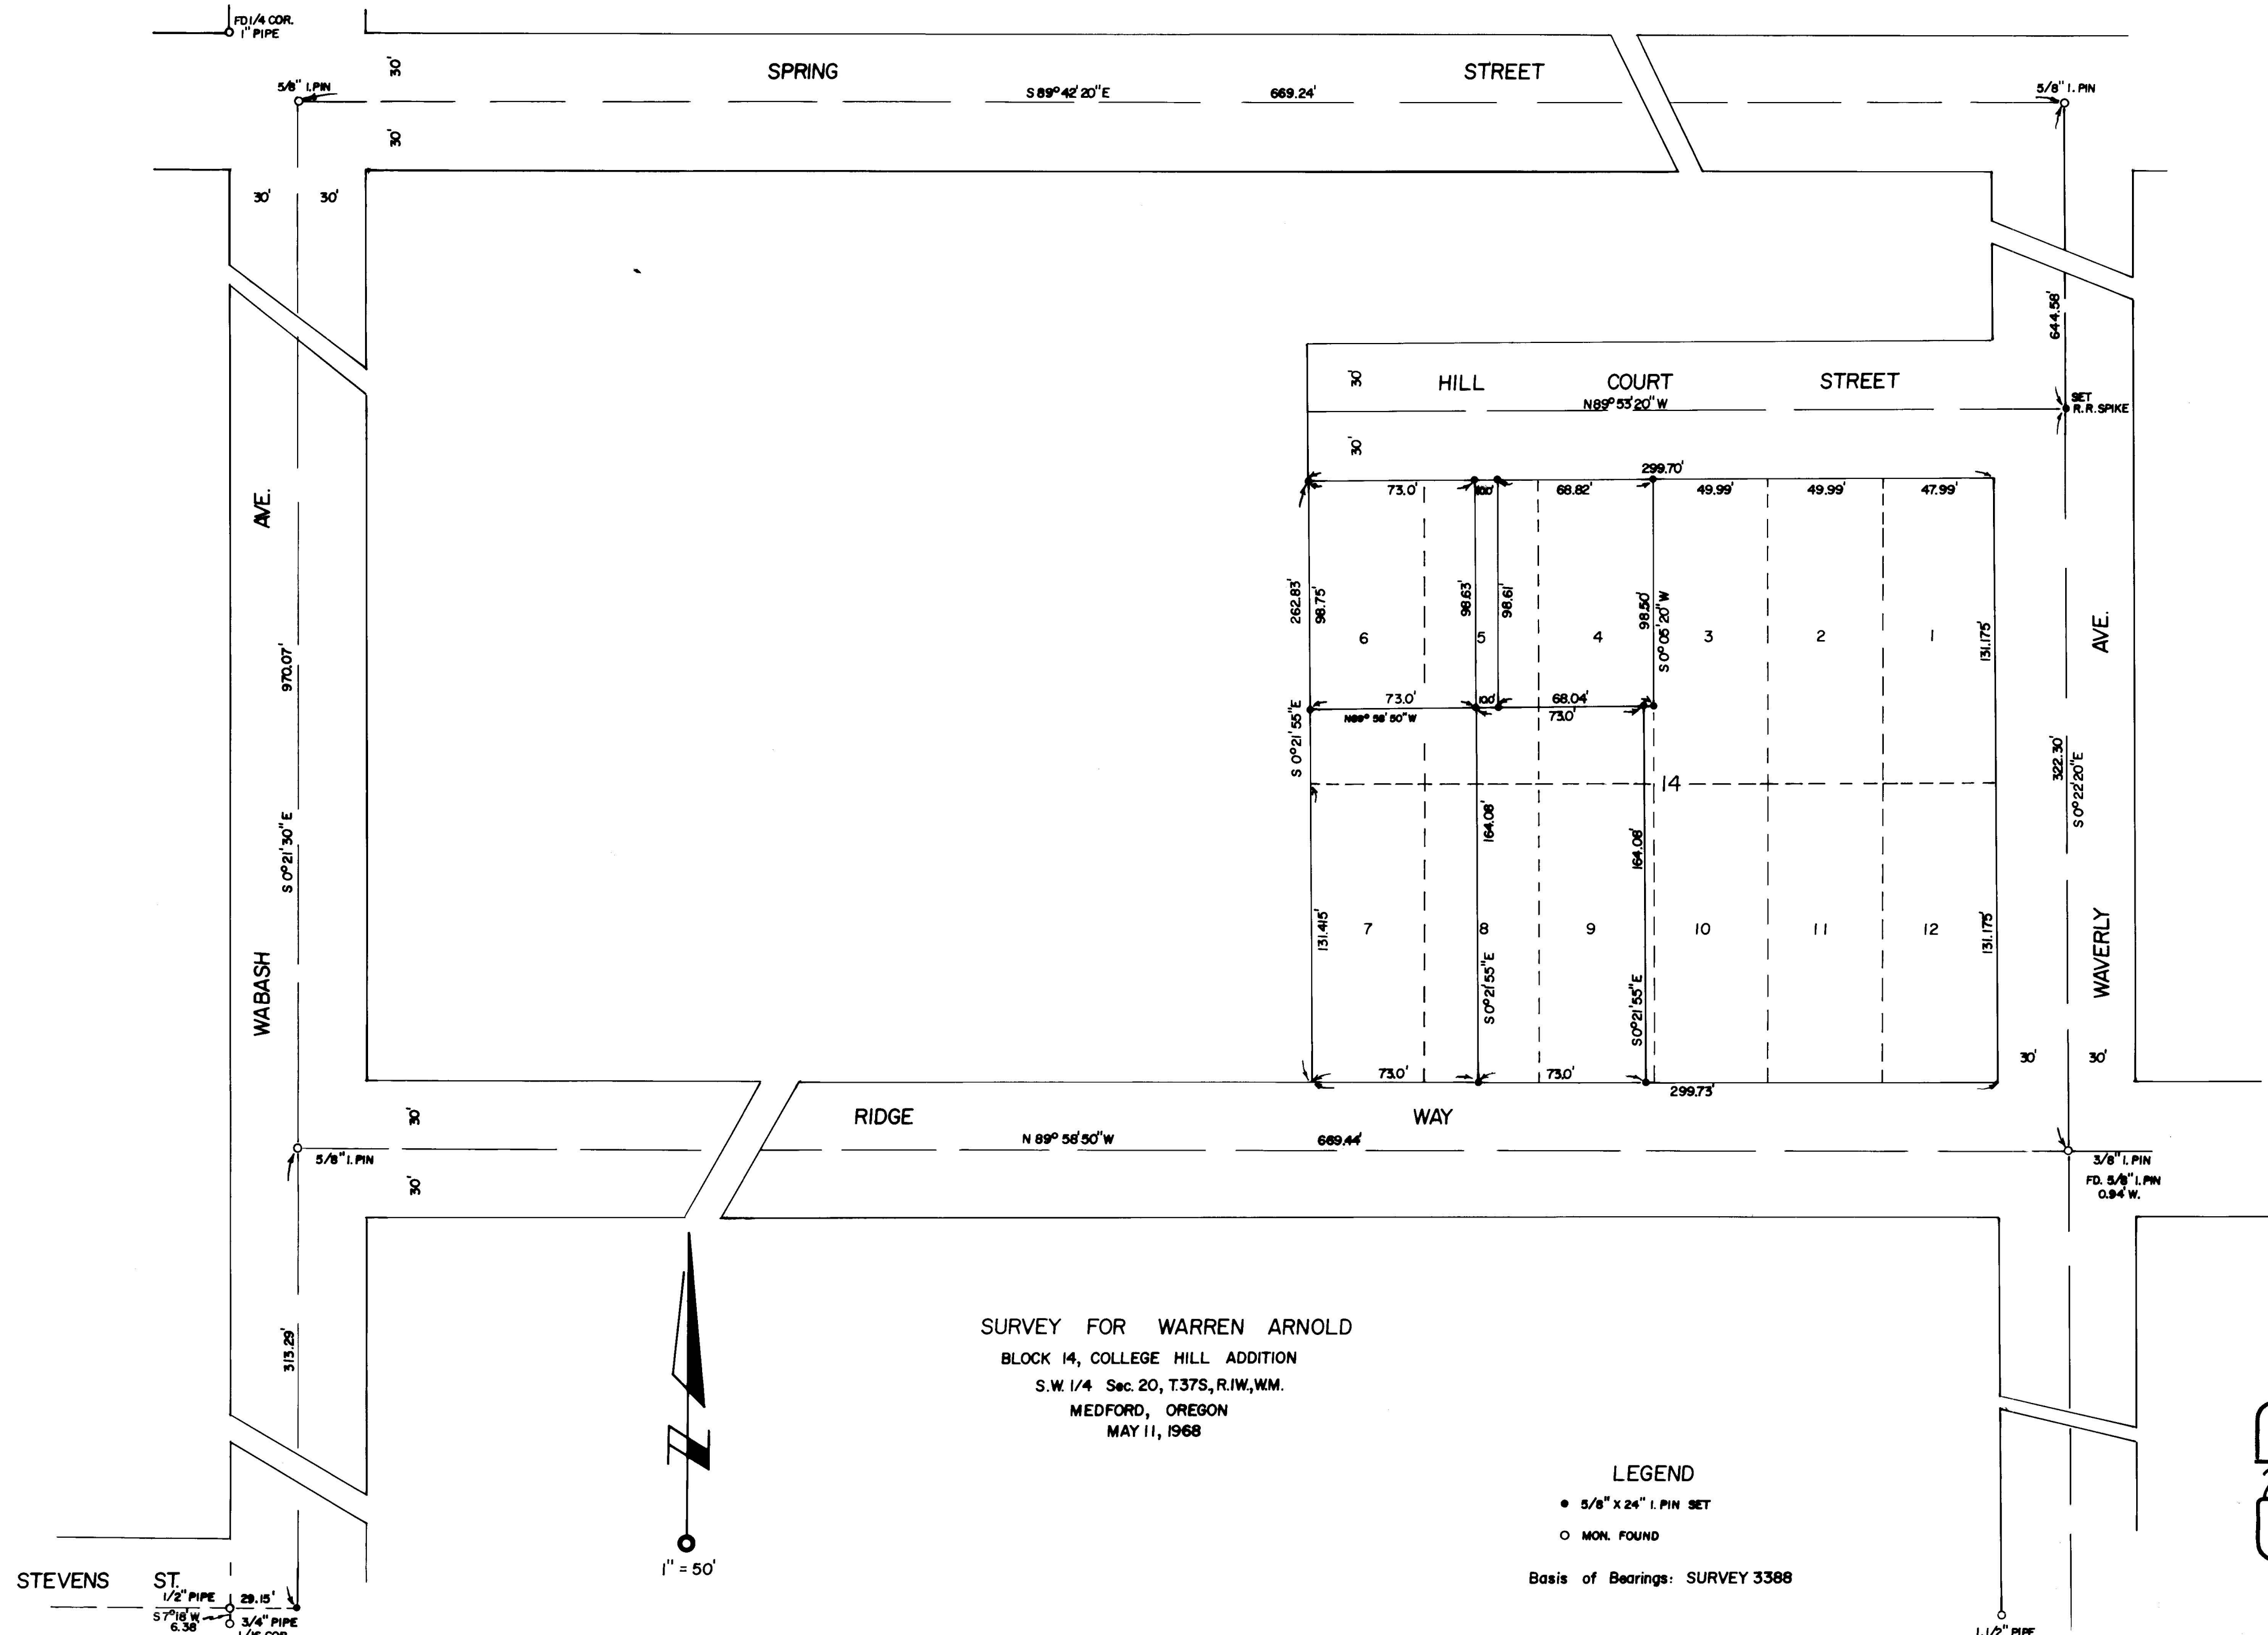 FD 1/4 COR.
1" PIPE
5/8" I. PIN
30'
30'
SPRING STREET
S 89° 42' 20" E 669.24'
5/8" I. PIN
30' 30'
644.58'
HILL COURT STREET
30'
30'
N 89° 53' 20" W
SET
R.R. SPIKE
299.70'
73.0' 10.0' 68.82' 49.99' 49.99' 47.99'
WABASH AVE.
970.07'
S 0° 21' 30" E
262.83'
98.75'
98.63'
98.61'
98.50'
S 0° 05' 20" W
131.175'
6 5 4 3 2 1
73.0' 10.0' 68.04'
N 89° 58' 50" W
73.0'
S 0° 21' 55" E
14
164.08'
164.08'
322.30'
S 0° 22' 20" E
131.415'
7 8 9 10 11 12
131.175'
S 0° 21' 55" E
S 0° 21' 55" E
WAVERLY AVE.
30' 30'
73.0' 73.0'
299.73'
30'
30'
RIDGE WAY
N 89° 58' 50" W 669.44'
5/8" I. PIN
3/8" I. PIN
FD. 5/8" I. PIN
0.94' W.
313.29'
SURVEY FOR WARREN ARNOLD
BLOCK 14, COLLEGE HILL ADDITION
S.W. 1/4 Sec. 20, T.37S., R.1W., W.M.
MEDFORD, OREGON
MAY 11, 1968
1" = 50'
LEGEND
● 5/8" X 24" I. PIN SET
○ MON. FOUND
Basis of Bearings: SURVEY 3388
STEVENS ST.
1/2" PIPE 29.15'
S 7° 18' W
6.38'
3/4" PIPE
1/16 COR.
1 1/2" PIPE